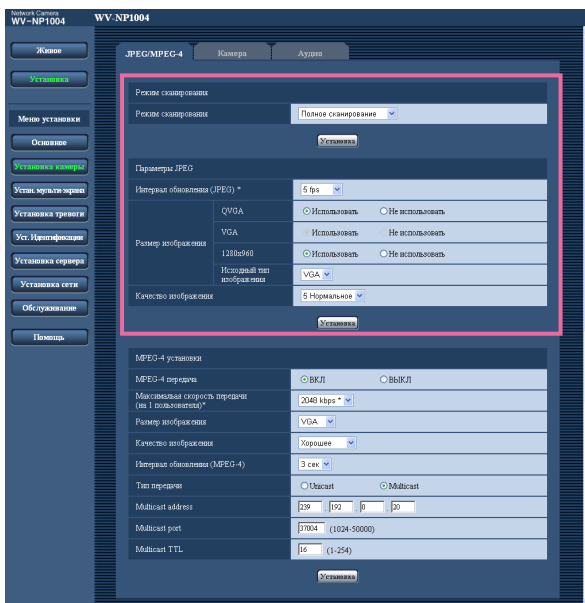 Network Camera
WV-NP1004
WV-NP1004
Живое
Установка
Меню установки
Основное
Установка камеры
Устан. мульти-экрана
Установка тревоги
Уст. Идентификации
Установка сервера
Установка сети
Обслуживание
Помощь
JPEG/MPEG-4 Камера Аудио
Режим сканирования
Режим сканирования Полное сканирование
Установка
Параметры JPEG
Интервал обновления (JPEG) * 5 fps
Размер изображения
QVGA Использовать Не использовать
VGA Использовать Не использовать
1280x960 Использовать Не использовать
Исходный тип
изображения VGA
Качество изображения 5 Нормальное
Установка
MPEG-4 установки
MPEG-4 передача ВКЛ ВЫКЛ
Максимальая скорость передачи
(на 1 пользователя)* 2048 kbps *
Размер изображения VGA
Качество изображения Хорошее
Интервал обновления (MPEG-4) 3 сек
Тип передачи Unicast Multicast
Multicast address 239 . 192 . 0 . 20
Multicast port 37004 (1024-50000)
Multicast TTL 16 (1-254)
Установка